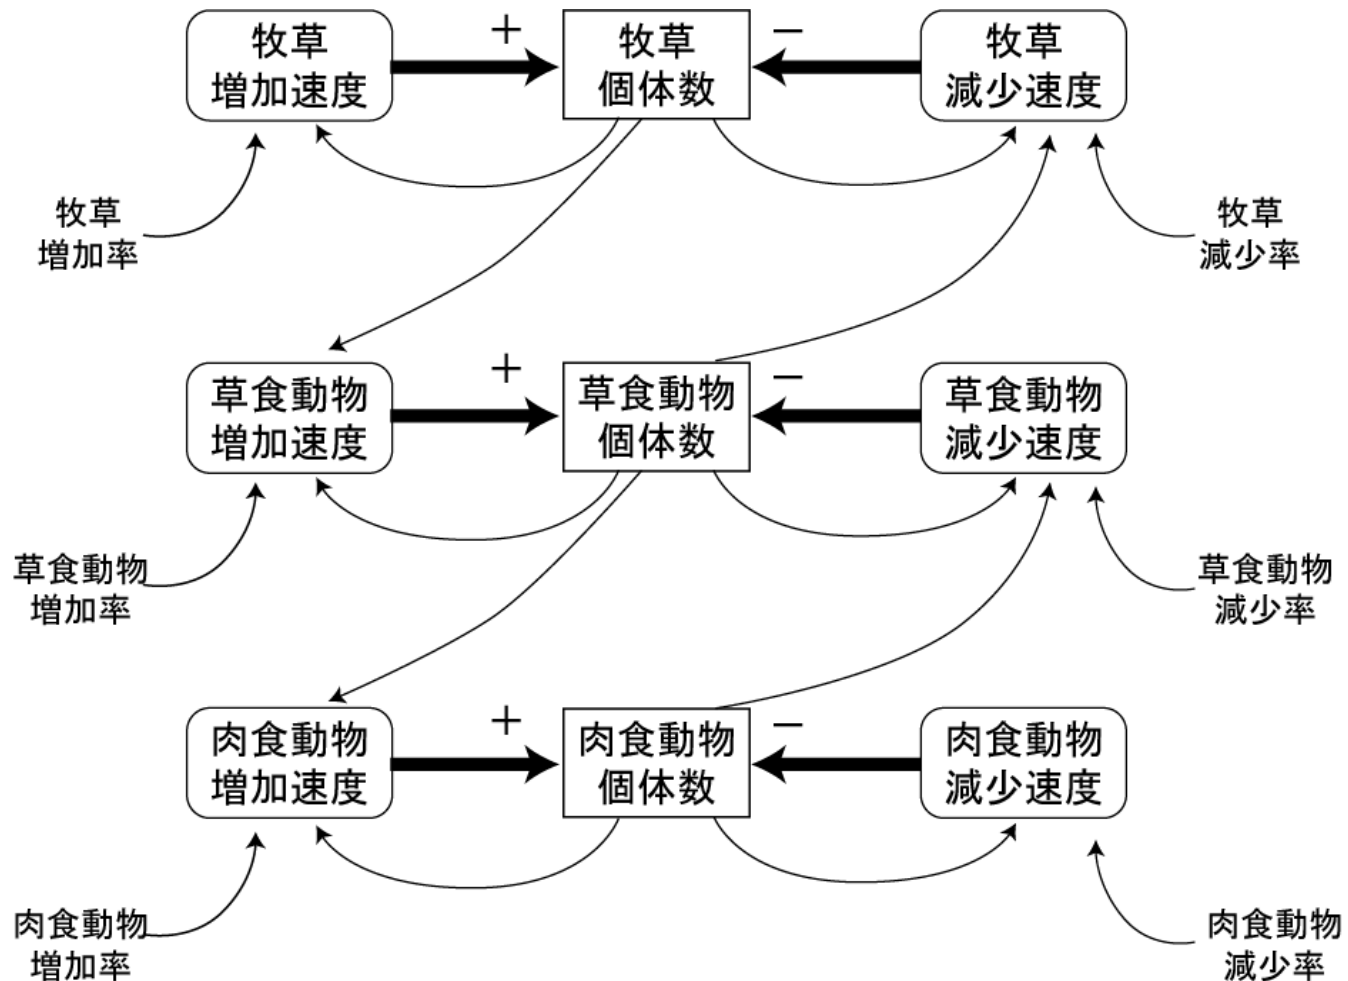 牧草
増加速度
+
牧草
個体数
−
牧草
減少速度
牧草
増加率
牧草
減少率
草食動物
増加速度
+
草食動物
個体数
−
草食動物
減少速度
草食動物
増加率
草食動物
減少率
肉食動物
増加速度
+
肉食動物
個体数
−
肉食動物
減少速度
肉食動物
増加率
肉食動物
減少率